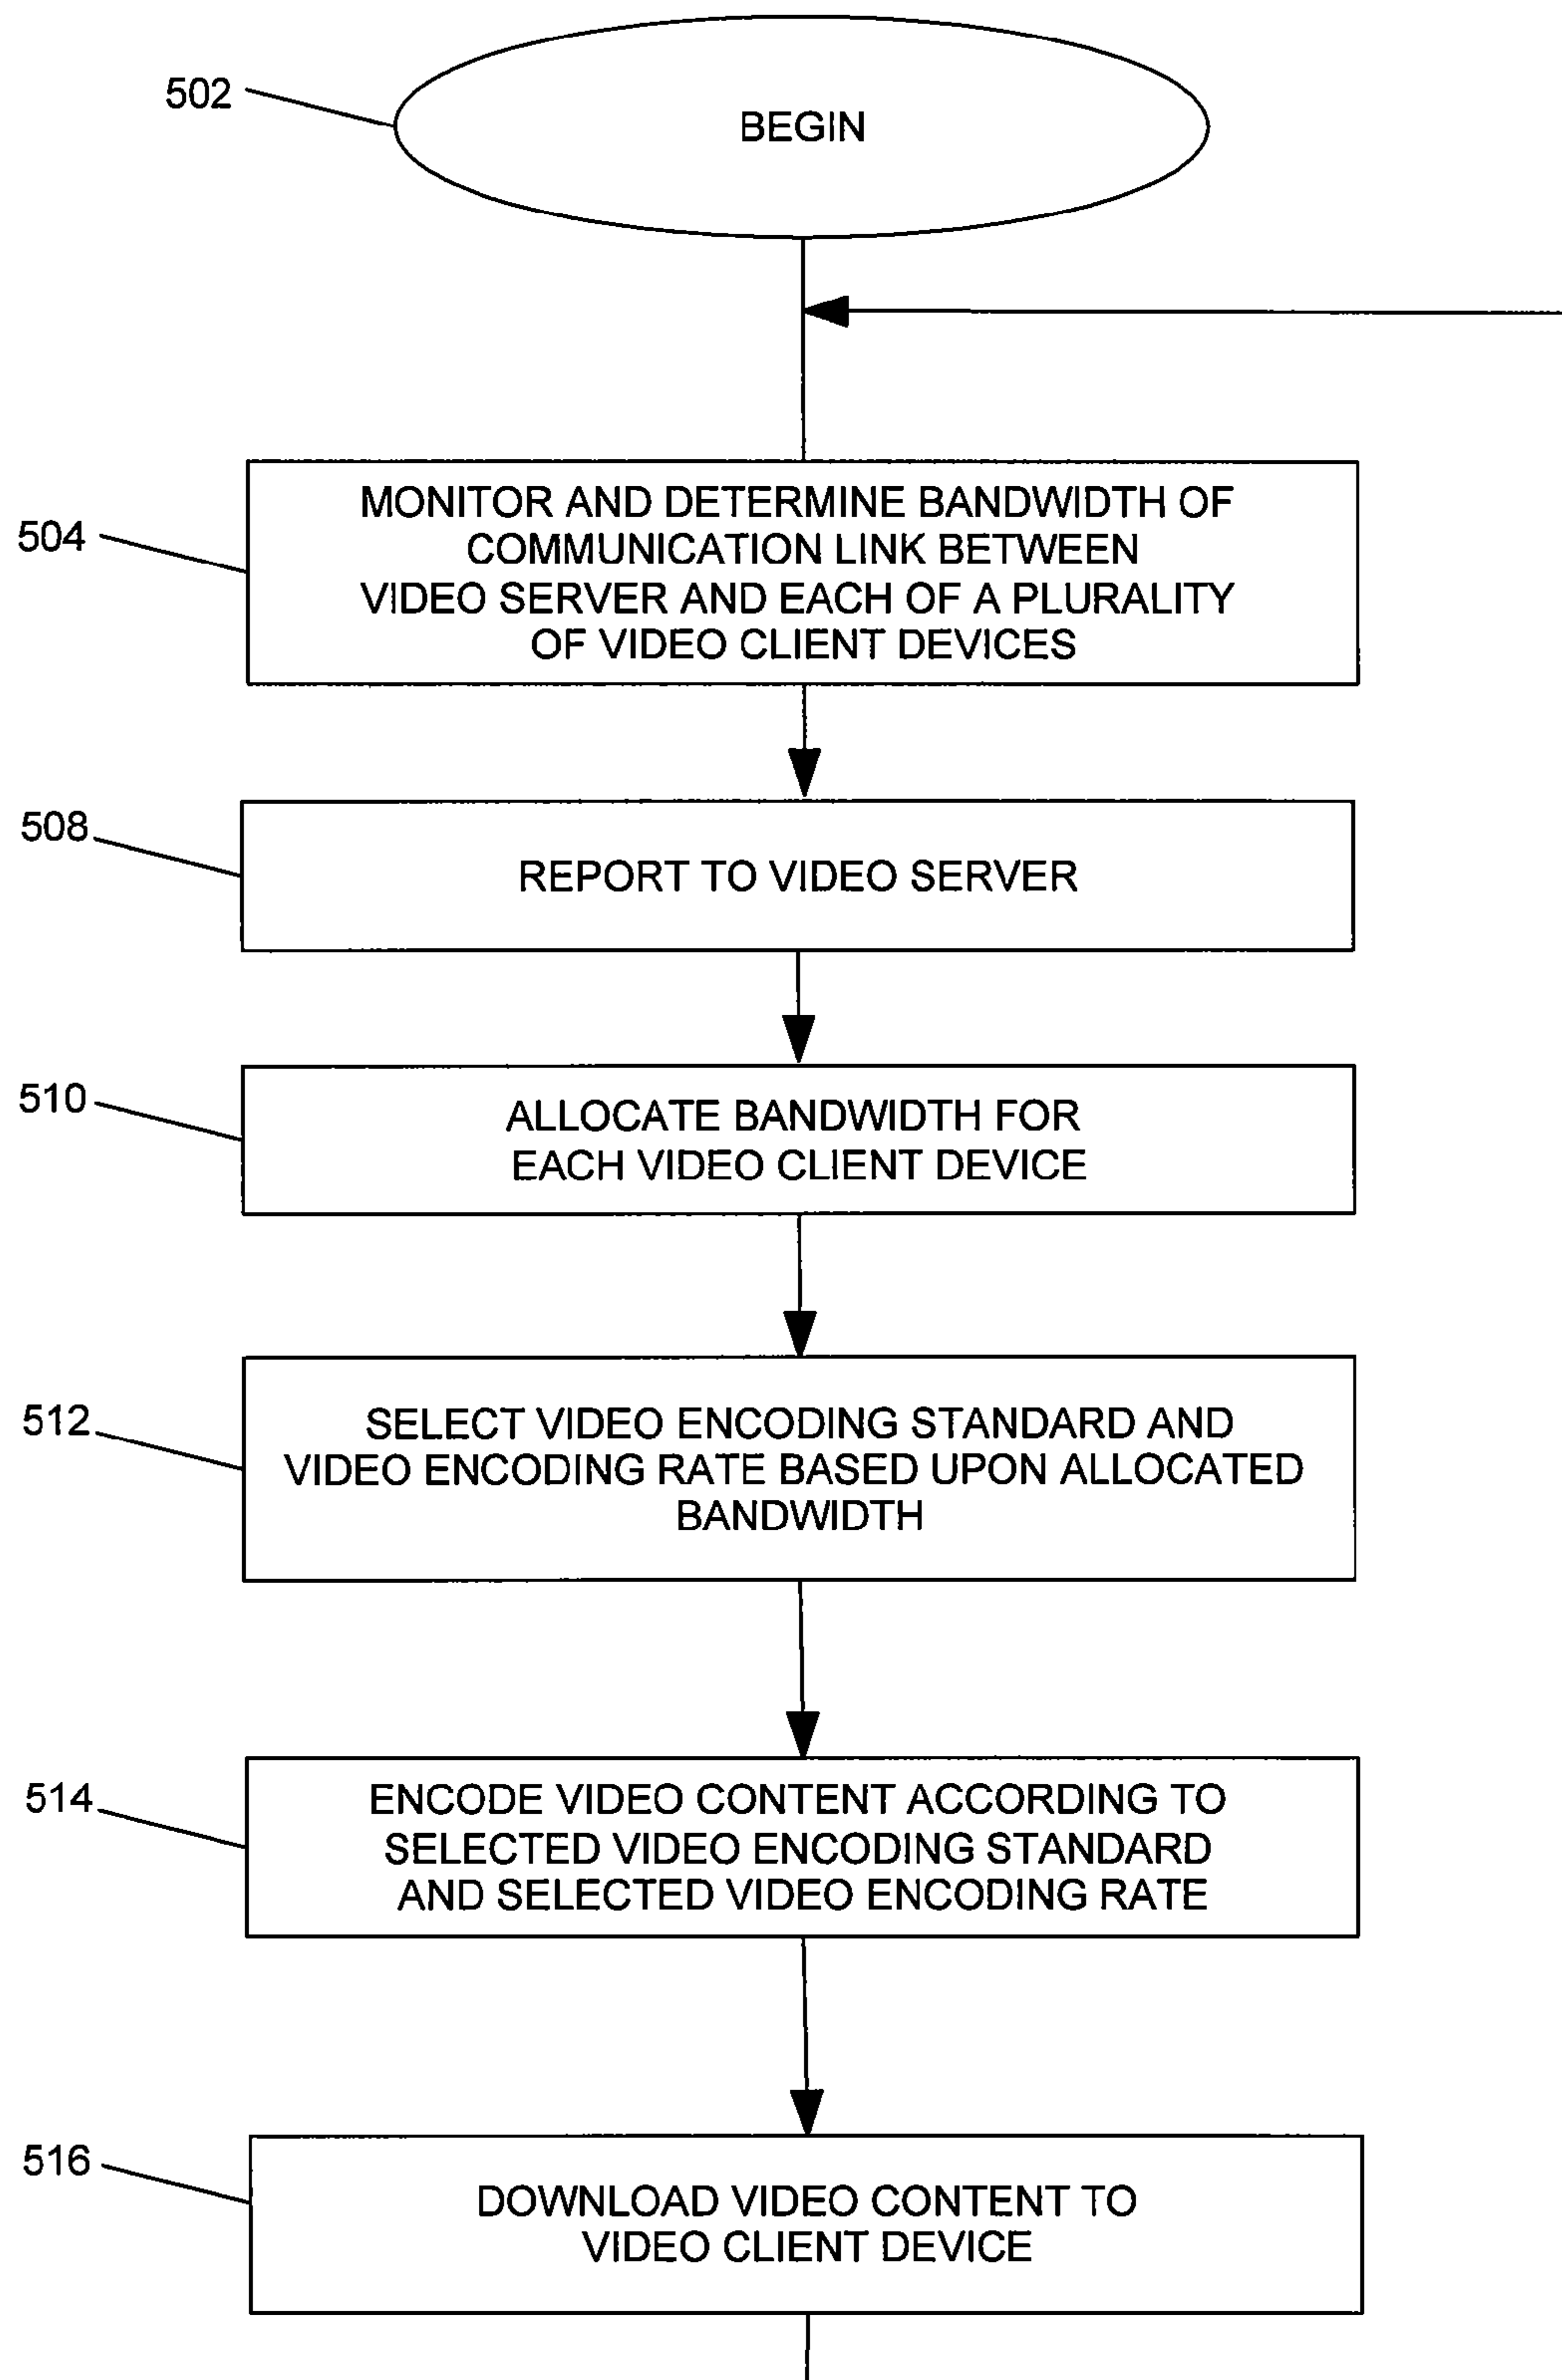 502
BEGIN
504
MONITOR AND DETERMINE BANDWIDTH OF
COMMUNICATION LINK BETWEEN
VIDEO SERVER AND EACH OF A PLURALITY
OF VIDEO CLIENT DEVICES
508
REPORT TO VIDEO SERVER
510
ALLOCATE BANDWIDTH FOR
EACH VIDEO CLIENT DEVICE
512
SELECT VIDEO ENCODING STANDARD AND
VIDEO ENCODING RATE BASED UPON ALLOCATED
BANDWIDTH
514
ENCODE VIDEO CONTENT ACCORDING TO
SELECTED VIDEO ENCODING STANDARD
AND SELECTED VIDEO ENCODING RATE
516
DOWNLOAD VIDEO CONTENT TO
VIDEO CLIENT DEVICE